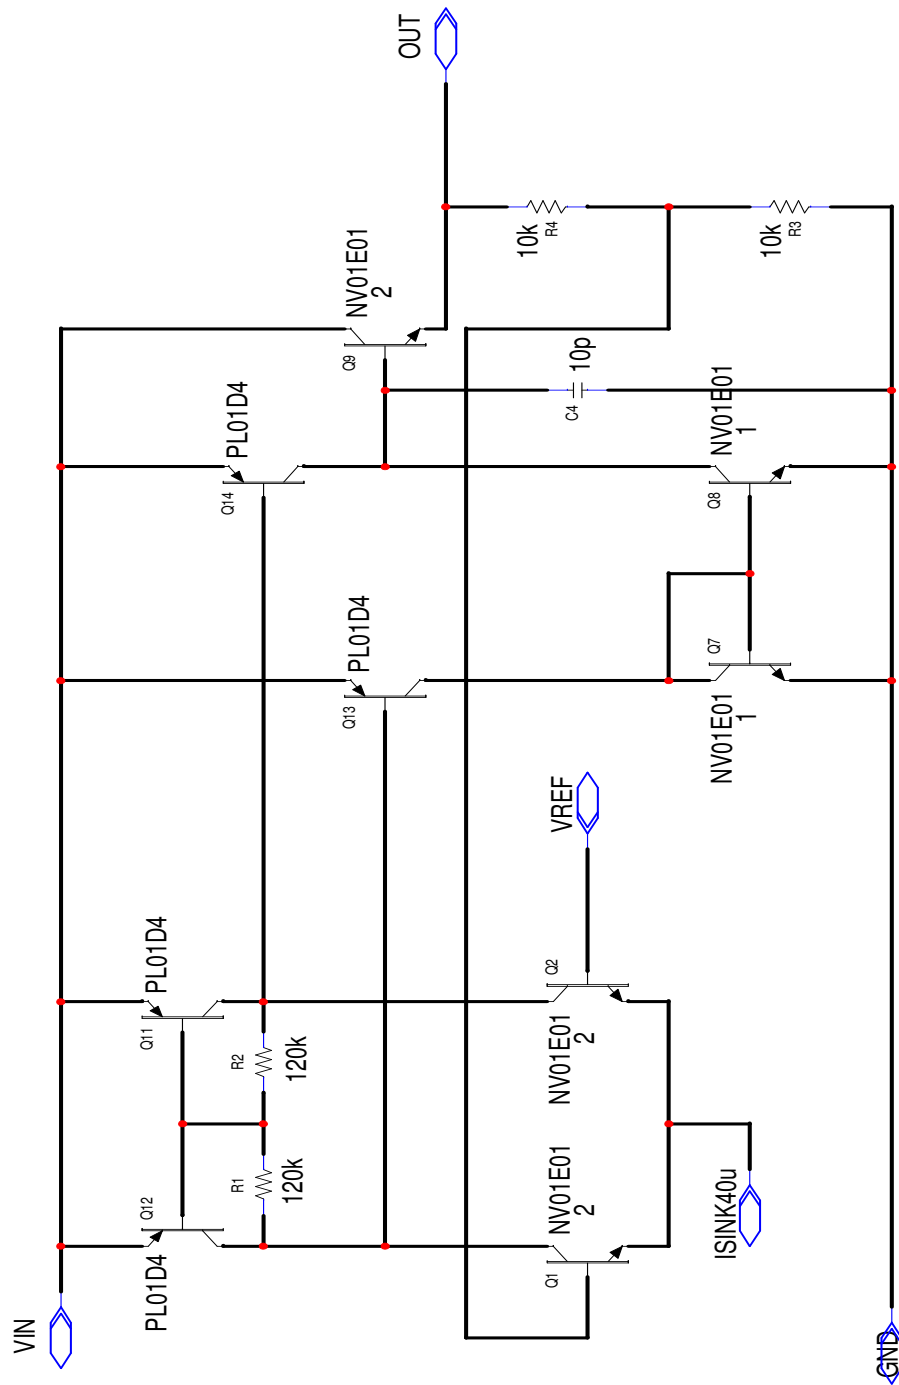 VIN
PL01D4
Q12
R1
120k
PL01D4
Q11
R2
120k
Q1
NV01E01
2
ISINK40u
NV01E01
2
Q2
VREF
Q13
PL01D4
NV01E01
1
Q7
Q14
PL01D4
Q8
NV01E01
1
Q9
NV01E01
2
C4
10p
10k
R4
10k
R3
OUT
GND